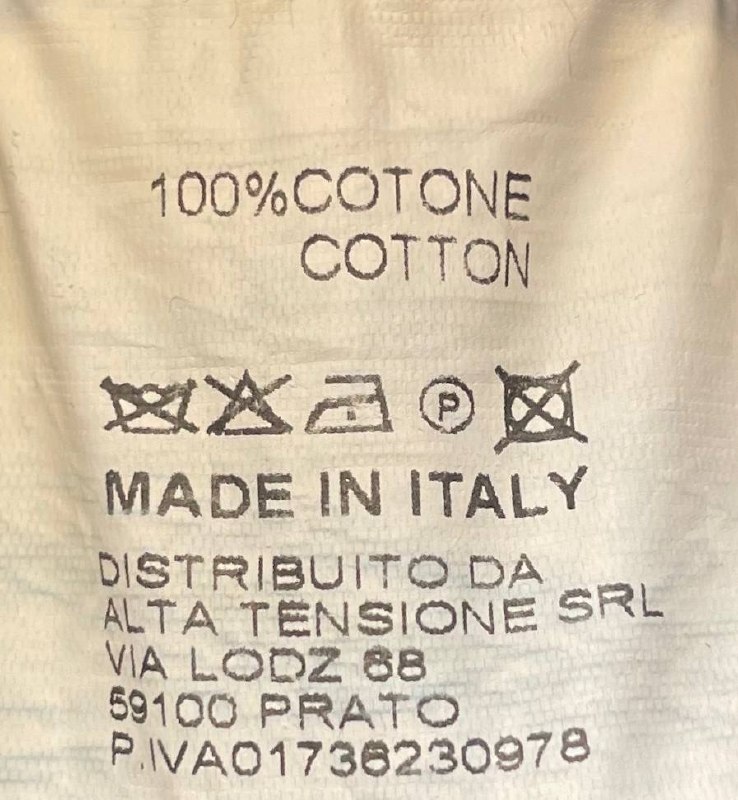 100%COTONE
COTTON
P
MADE IN ITALY
DISTRIBUITO DA
ALTA TENSIONE SRL
VIA LODZ 68
59100 PRATO
P.IVA01736230978